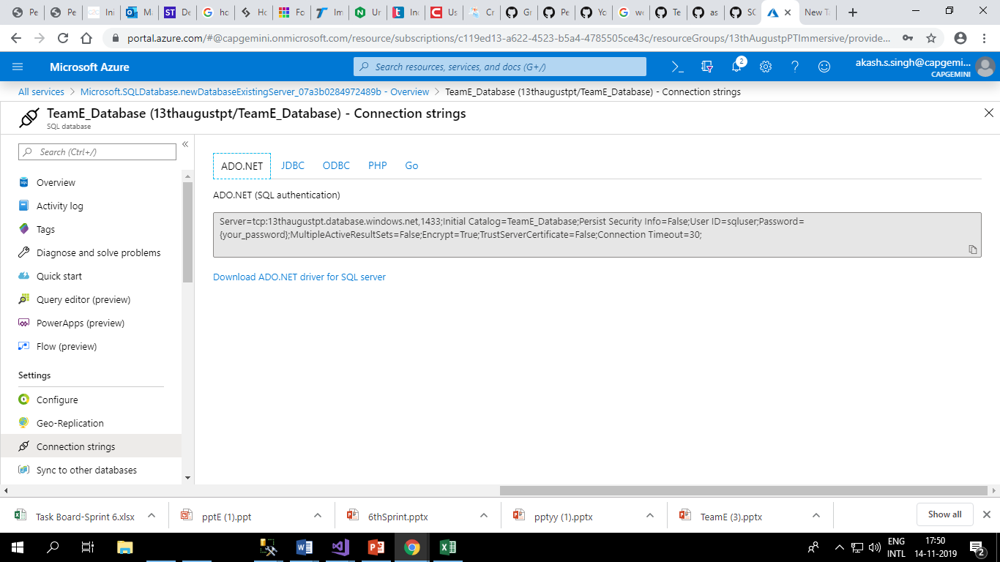 Pe
Pe
Ini
M
De
ho
Ho
Fo
Im
Ur
Inc
Us
Cr
Gr
Pe
Yo
we
Te
as
SC
New T
portal.azure.com/#@capgemini.onmicrosoft.com/resource/subscriptions/c119ed13-a622-4523-b5a4-4785505ce43c/resourceGroups/13thAugustpPTImmersive/provide...
Microsoft Azure
Search resources, services, and docs (G+/)
2
akash.s.singh@capgemi...
CAPGEMINI
All services > Microsoft.SQLDatabase.newDatabaseExistingServer_07a3b0284972489b - Overview > TeamE_Database (13thaugustpt/TeamE_Database) - Connection strings
TeamE_Database (13thaugustpt/TeamE_Database) - Connection strings
SQL database
Search (Ctrl+/)
Overview
Activity log
Tags
Diagnose and solve problems
Quick start
Query editor (preview)
PowerApps (preview)
Flow (preview)
Settings
Configure
Geo-Replication
Connection strings
Sync to other databases
ADO.NET JDBC ODBC PHP Go
ADO.NET (SQL authentication)
Server=tcp:13thaugustpt.database.windows.net,1433;Initial Catalog=TeamE_Database;Persist Security Info=False;User ID=sqluser;Password=
{your_password};MultipleActiveResultSets=False;Encrypt=True;TrustServerCertificate=False;Connection Timeout=30;
Download ADO.NET driver for SQL server
Task Board-Sprint 6.xlsx
pptE (1).ppt
6thSprint.pptx
pptyy (1).pptx
TeamE (3).pptx
Show all
ENG
INTL
17:50
14-11-2019
2